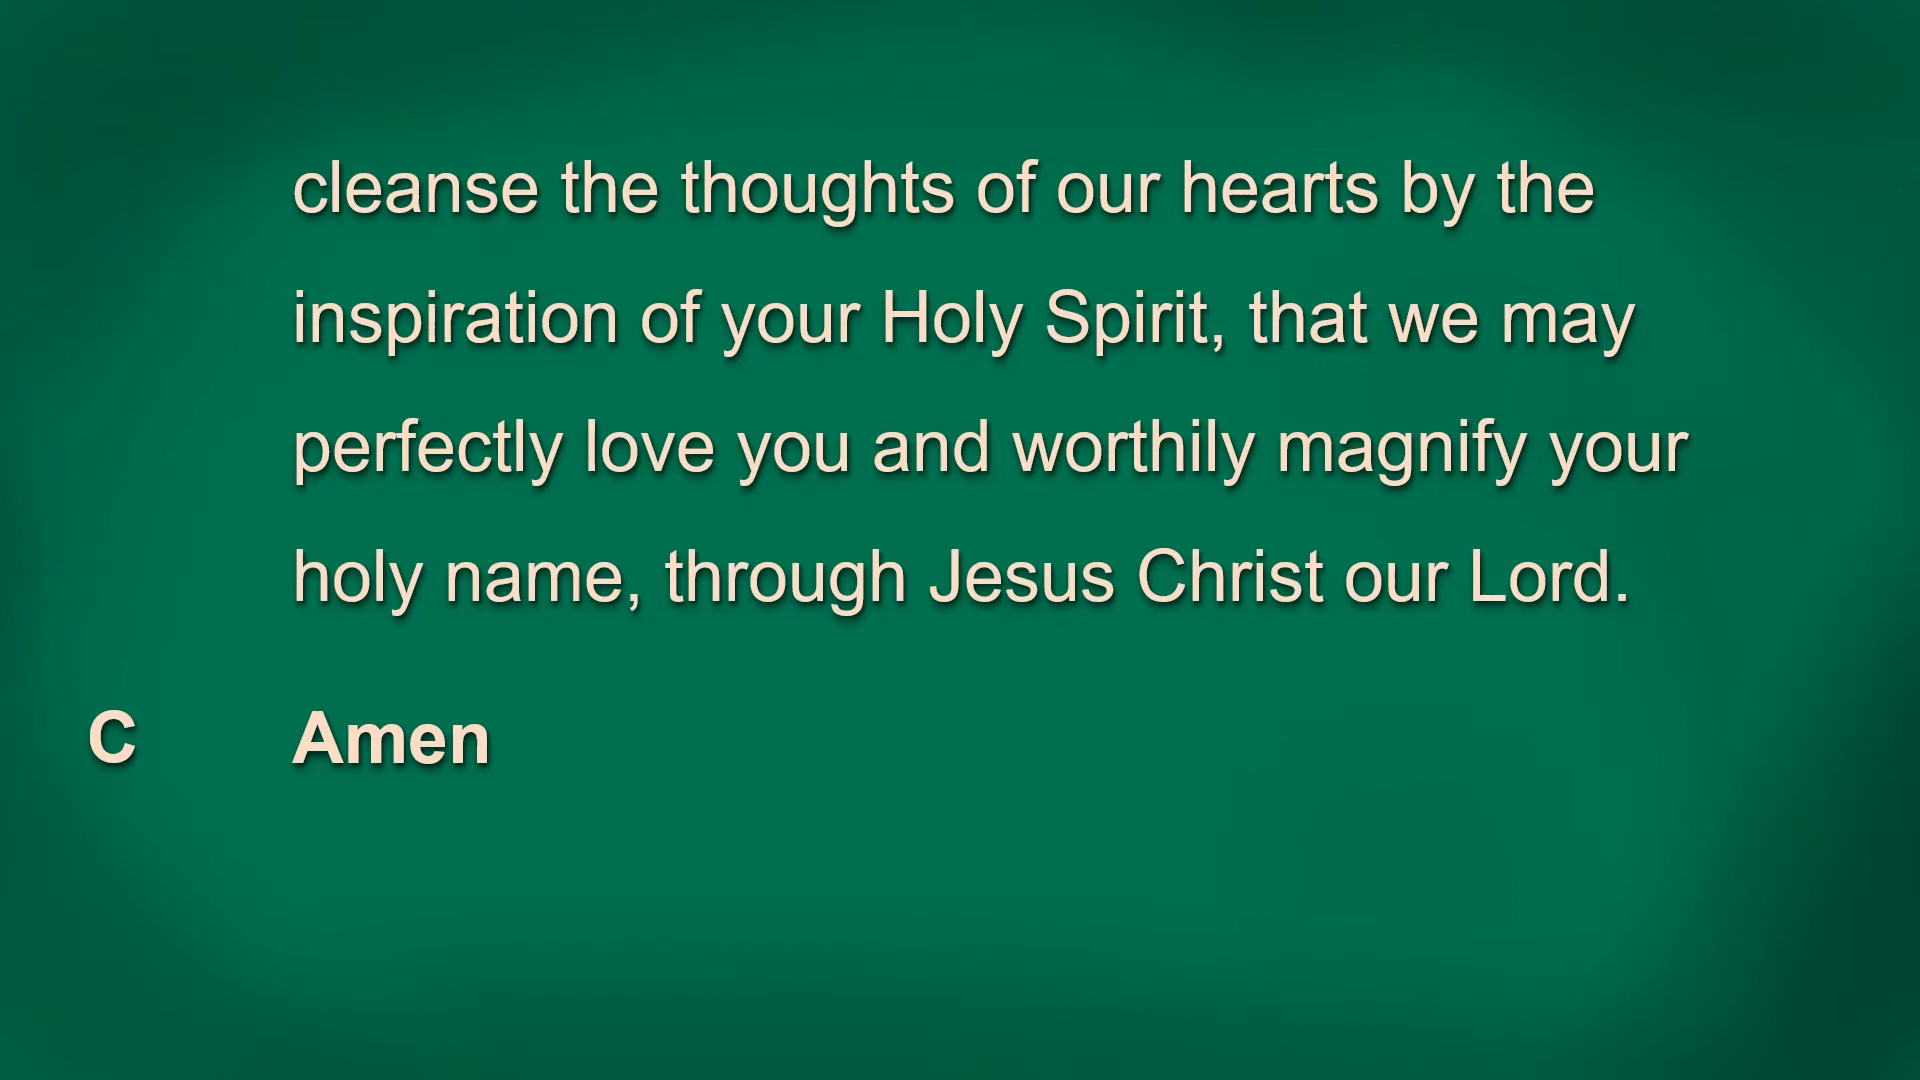 cleanse the thoughts of our hearts by the
inspiration of your Holy Spirit, that we may
perfectly love you and worthily magnify your
holy name, through Jesus Christ our Lord.
C Amen